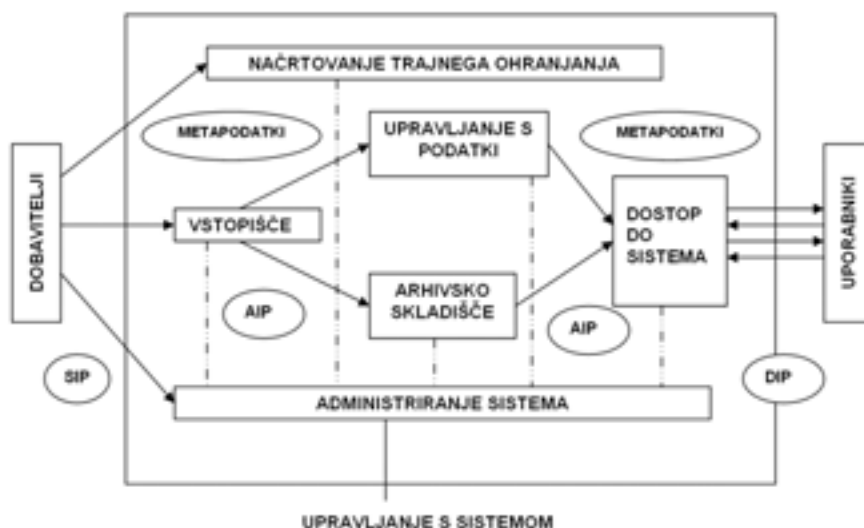 NAČRTOVANJE TRAJNEGA OHRANJANJA
METAPODATKI
UPRAVLJANJE S
PODATKI
METAPODATKI
DOBAVITELJI
VSTOPIŠČE
DOSTOP
DO
SISTEMA
UPORABNIKI
AIP
ARHIVSKO
SKLADIŠČE
AIP
SIP
DIP
ADMINISTRIRANJE SISTEMA
UPRAVLJANJE S SISTEMOM